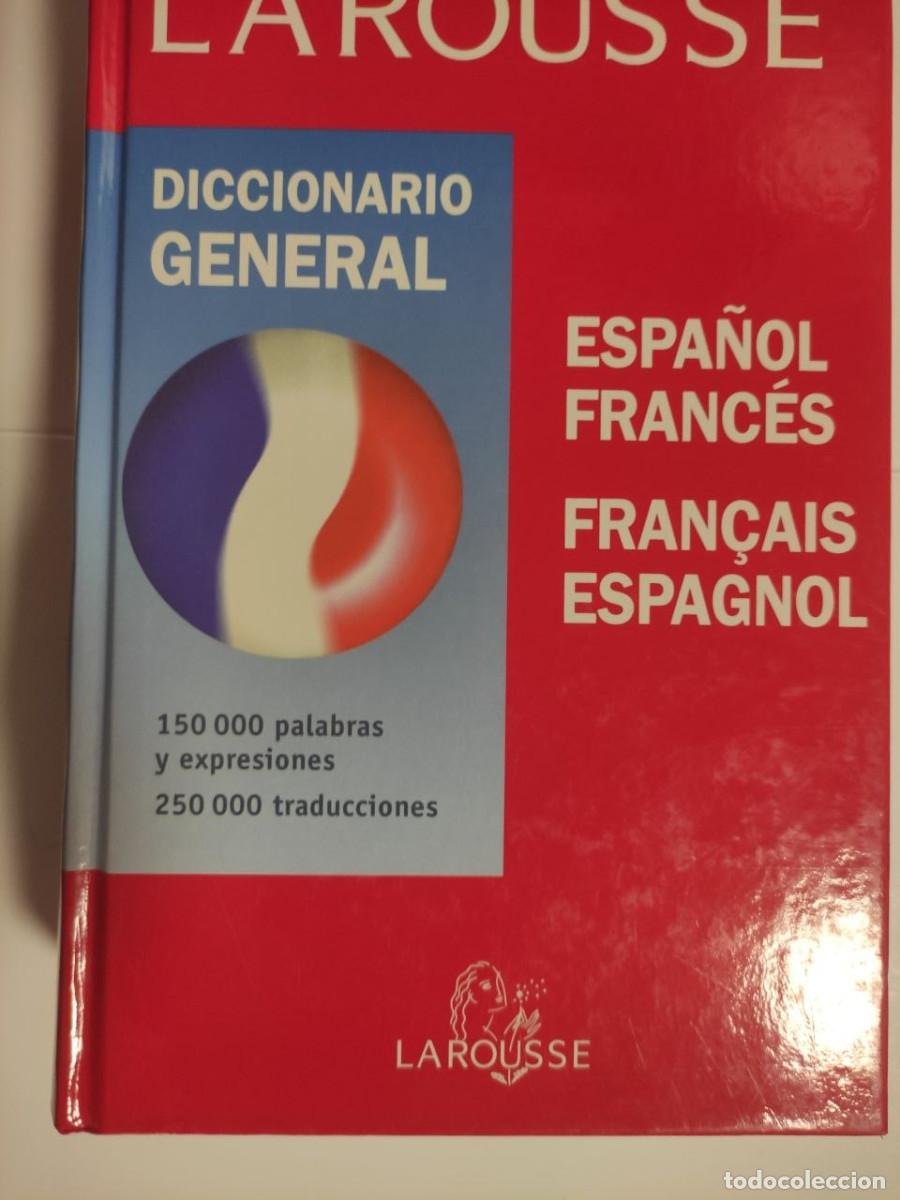 LAROUSSE
DICCIONARIO
GENERAL
ESPAÑOL
FRANCÉS
FRANÇAIS
ESPAGNOL
150 000 palabras
y expresiones
250 000 traducciones
LAROUSSE
todocoleccion